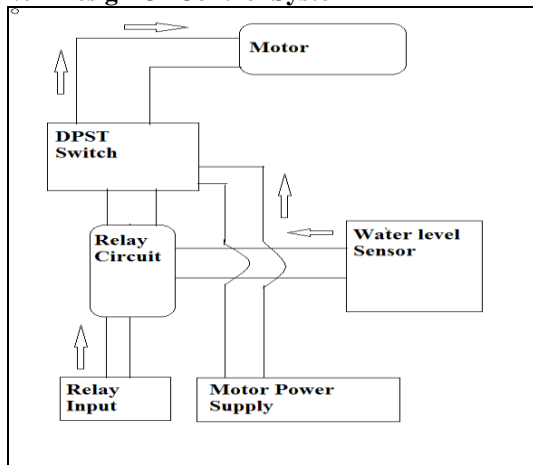 Motor
DPST
Switch
Relay
Circuit
Water level
Sensor
Relay
Input
Motor Power
Supply